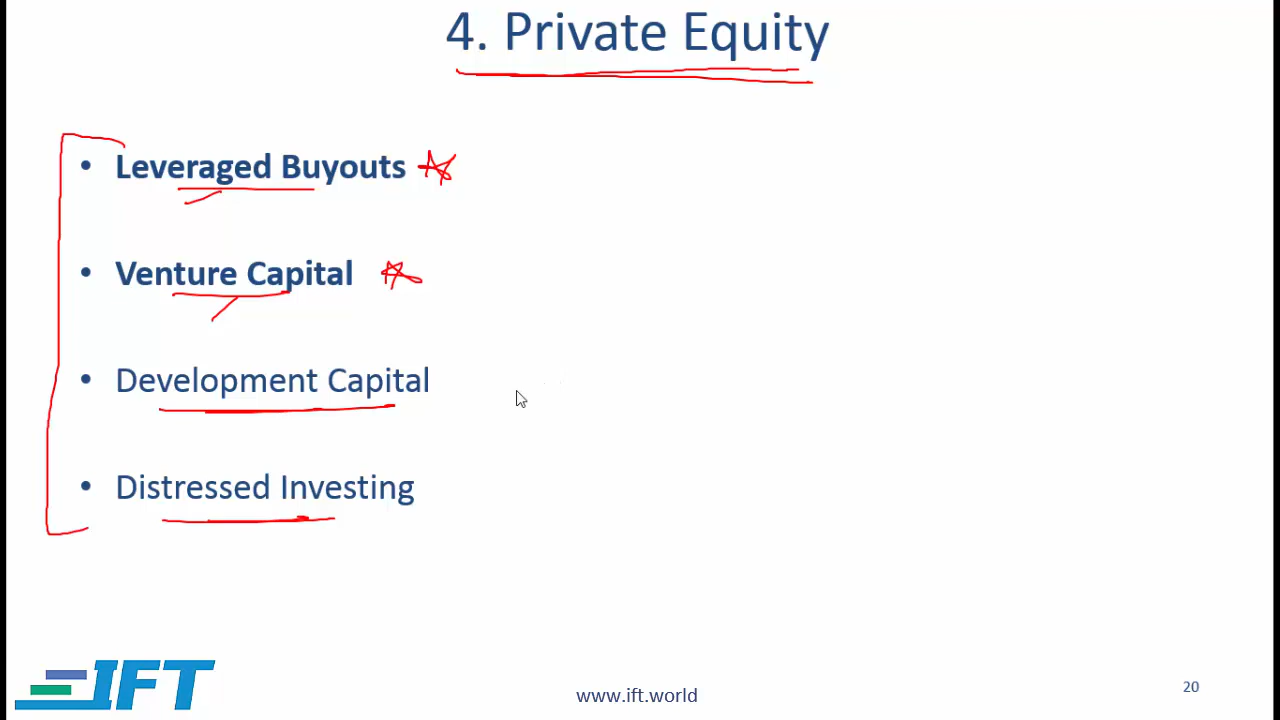 4. Private Equity
• Leveraged Buyouts
• Venture Capital
• Development Capital
• Distressed Investing
IFT
www.ift.world
20